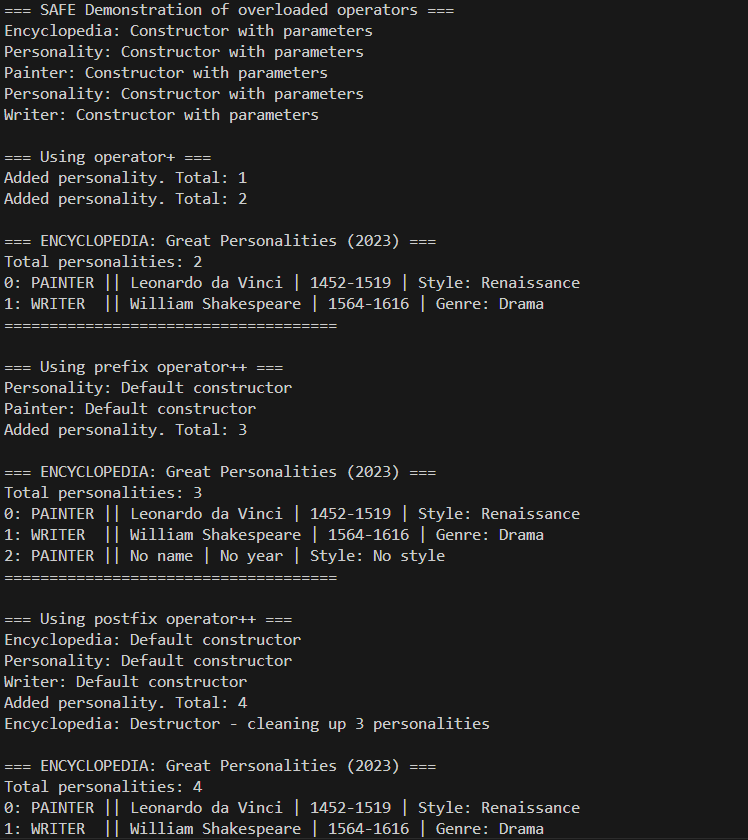 === SAFE Demonstration of overloaded operators ===
Encyclopedia: Constructor with parameters
Personality: Constructor with parameters
Painter: Constructor with parameters
Personality: Constructor with parameters
Writer: Constructor with parameters

=== Using operator+ ===
Added personality. Total: 1
Added personality. Total: 2

=== ENCYCLOPEDIA: Great Personalities (2023) ===
Total personalities: 2
0: PAINTER || Leonardo da Vinci | 1452-1519 | Style: Renaissance
1: WRITER  || William Shakespeare | 1564-1616 | Genre: Drama
=====================================

=== Using prefix operator++ ===
Personality: Default constructor
Painter: Default constructor
Added personality. Total: 3

=== ENCYCLOPEDIA: Great Personalities (2023) ===
Total personalities: 3
0: PAINTER || Leonardo da Vinci | 1452-1519 | Style: Renaissance
1: WRITER  || William Shakespeare | 1564-1616 | Genre: Drama
2: PAINTER || No name | No year | Style: No style
=====================================

=== Using postfix operator++ ===
Encyclopedia: Default constructor
Personality: Default constructor
Writer: Default constructor
Added personality. Total: 4
Encyclopedia: Destructor - cleaning up 3 personalities

=== ENCYCLOPEDIA: Great Personalities (2023) ===
Total personalities: 4
0: PAINTER || Leonardo da Vinci | 1452-1519 | Style: Renaissance
1: WRITER  || William Shakespeare | 1564-1616 | Genre: Drama